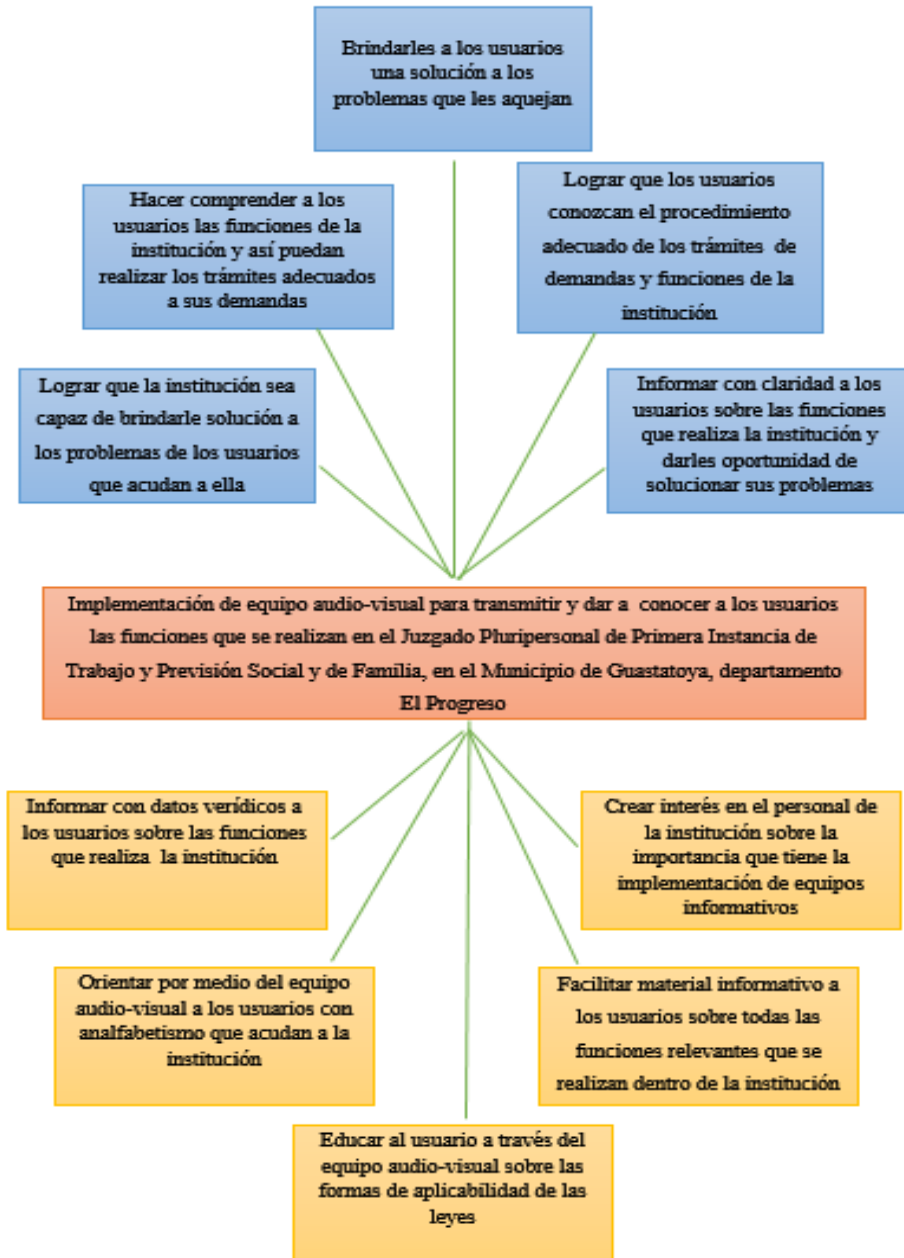 Brindarles a los usuarios
una solución a los
problemas que les aquejan
Hacer comprender a los
usuarios las funciones de la
institución y así puedan
realizar los trámites adecuados
a sus demandas
Lograr que los usuarios
conozcan el procedimiento
adecuado de los trámites de
demandas y funciones de la
institución
Lograr que la institución sea
capaz de brindarle solución a
los problemas de los usuarios
que acudan a ella
Informar con claridad a los
usuarios sobre las funciones
que realiza la institución y
darles oportunidad de
solucionar sus problemas
Implementación de equipo audio-visual para transmitir y dar a conocer a los usuarios
las funciones que se realizan en el Juzgado Pluripersonal de Primera Instancia de
Trabajo y Previsión Social y de Familia, en el Municipio de Guastatoya, departamento
El Progreso
Informar con datos verídicos a
los usuarios sobre las funciones
que realiza la institución
Crear interés en el personal de
la institución sobre la
importancia que tiene la
implementación de equipos
informativos
Orientar por medio del equipo
audio-visual a los usuarios con
analfabetismo que acudan a la
institución
Facilitar material informativo a
los usuarios sobre todas las
funciones relevantes que se
realizan dentro de la institución
Educar al usuario a través del
equipo audio-visual sobre las
formas de aplicabilidad de las
leyes